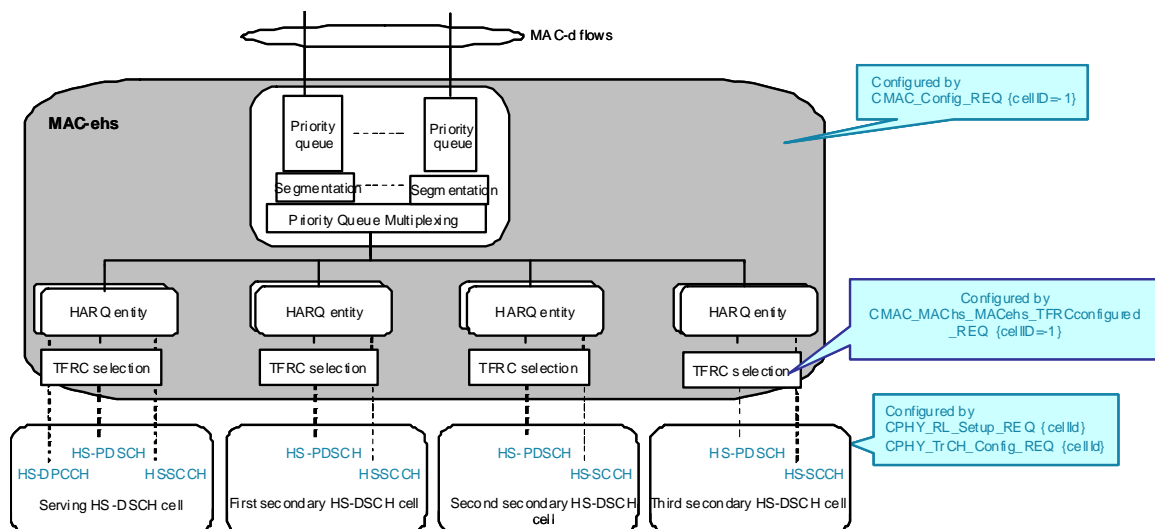 MAC-d flows
Configured by
CMAC_Config_REQ {cellID=-1}
MAC-ehs
Priority
queue
Priority
queue
Segmentation
Segmentation
Priority Queue Multiplexing
HARQ entity
HARQ entity
HARQ entity
HARQ entity
Configured by
CMAC_MAChs_MACehs_TFRCconfigured
_REQ {cellID=-1}
TFRC selection
TFRC selection
TFRC selection
TFRC selection
Configured by
CPHY_RL_Setup_REQ {cellId}
CPHY_TrCH_Config_REQ {cellId}
HS-PDSCH
HS-DPCCH
HSSCCH
Serving HS-DSCH cell
HS-PDSCH
HSSCCH
First secondary HS-DSCH cell
HS-PDSCH
HS-SCCH
Second secondary HS-DSCH
cell
HS-PDSCH
HS-SCCH
Third secondary HS-DSCH cell